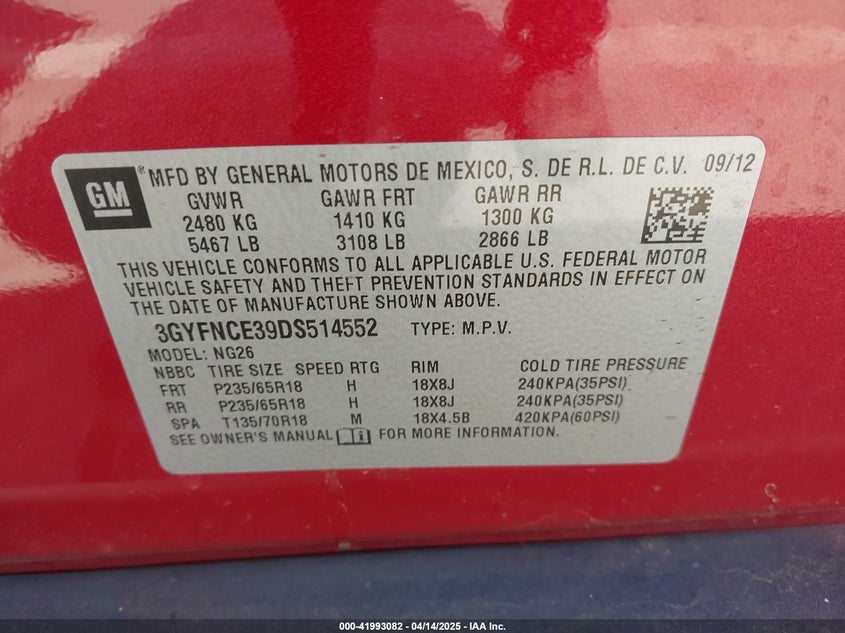 GM ® MFD BY GENERAL MOTORS DE MEXICO, S. DE R.L. DE C.V. 09/12
GVWR GAWR FRT GAWR RR
2480 KG 1410 KG 1300 KG
5467 LB 3108 LB 2866 LB
THIS VEHICLE CONFORMS TO ALL APPLICABLE U.S. FEDERAL MOTOR
VEHICLE SAFETY AND THEFT PREVENTION STANDARDS IN EFFECT ON
THE DATE OF MANUFACTURE SHOWN ABOVE.
3GYFNCE39DS514552 TYPE: M.P.V.
MODEL: NG26
NBBC TIRE SIZE SPEED RTG RIM COLD TIRE PRESSURE
FRT P235/65R18 H 18X8J 240KPA(35PSI)
RR P235/65R18 H 18X8J 240KPA(35PSI)
SPA T135/70R18 M 18X4.5B 420KPA(60PSI)
SEE OWNER'S MANUAL FOR MORE INFORMATION.
000-41993082 - 04/14/2025 - IAA Inc.